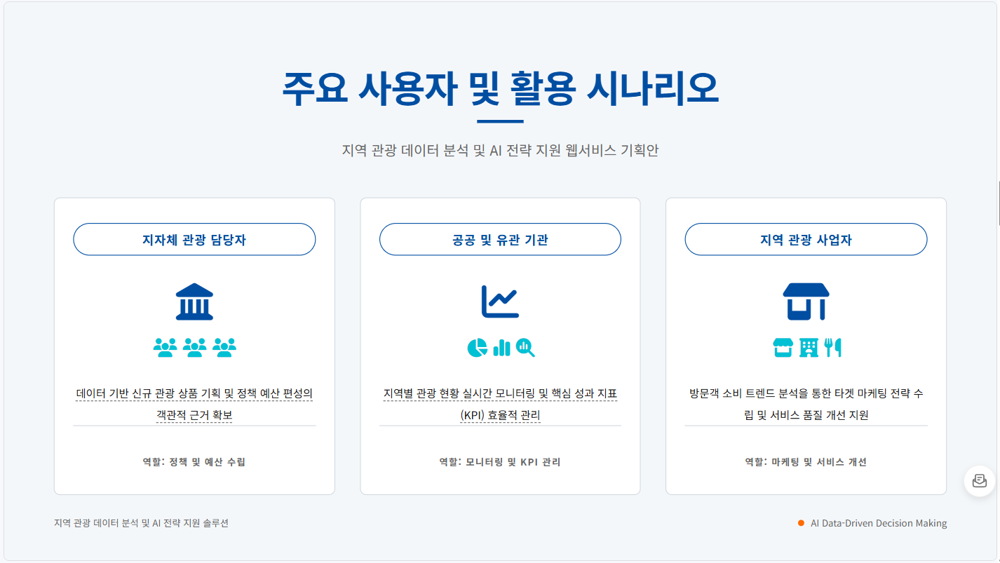 주요 사용자 및 활용 시나리오
지역 관광 데이터 분석 및 AI 전략 지원 웹서비스 기획안
지자체 관광 담당자
데이터 기반 신규 관광 상품 기획 및 정책 예산 편성의
객관적 근거 확보
역할: 정책 및 예산 수립
공공 및 유관 기관
지역별 관광 현황 실시간 모니터링 및 핵심 성과 지표
(KPI) 효율적 관리
역할: 모니터링 및 KPI 관리
지역 관광 사업자
방문객 소비 트렌드 분석을 통한 타겟 마케팅 전략 수
립 및 서비스 품질 개선 지원
역할: 마케팅 및 서비스 개선
지역 관광 데이터 분석 및 AI 전략 지원 솔루션
AI Data-Driven Decision Making